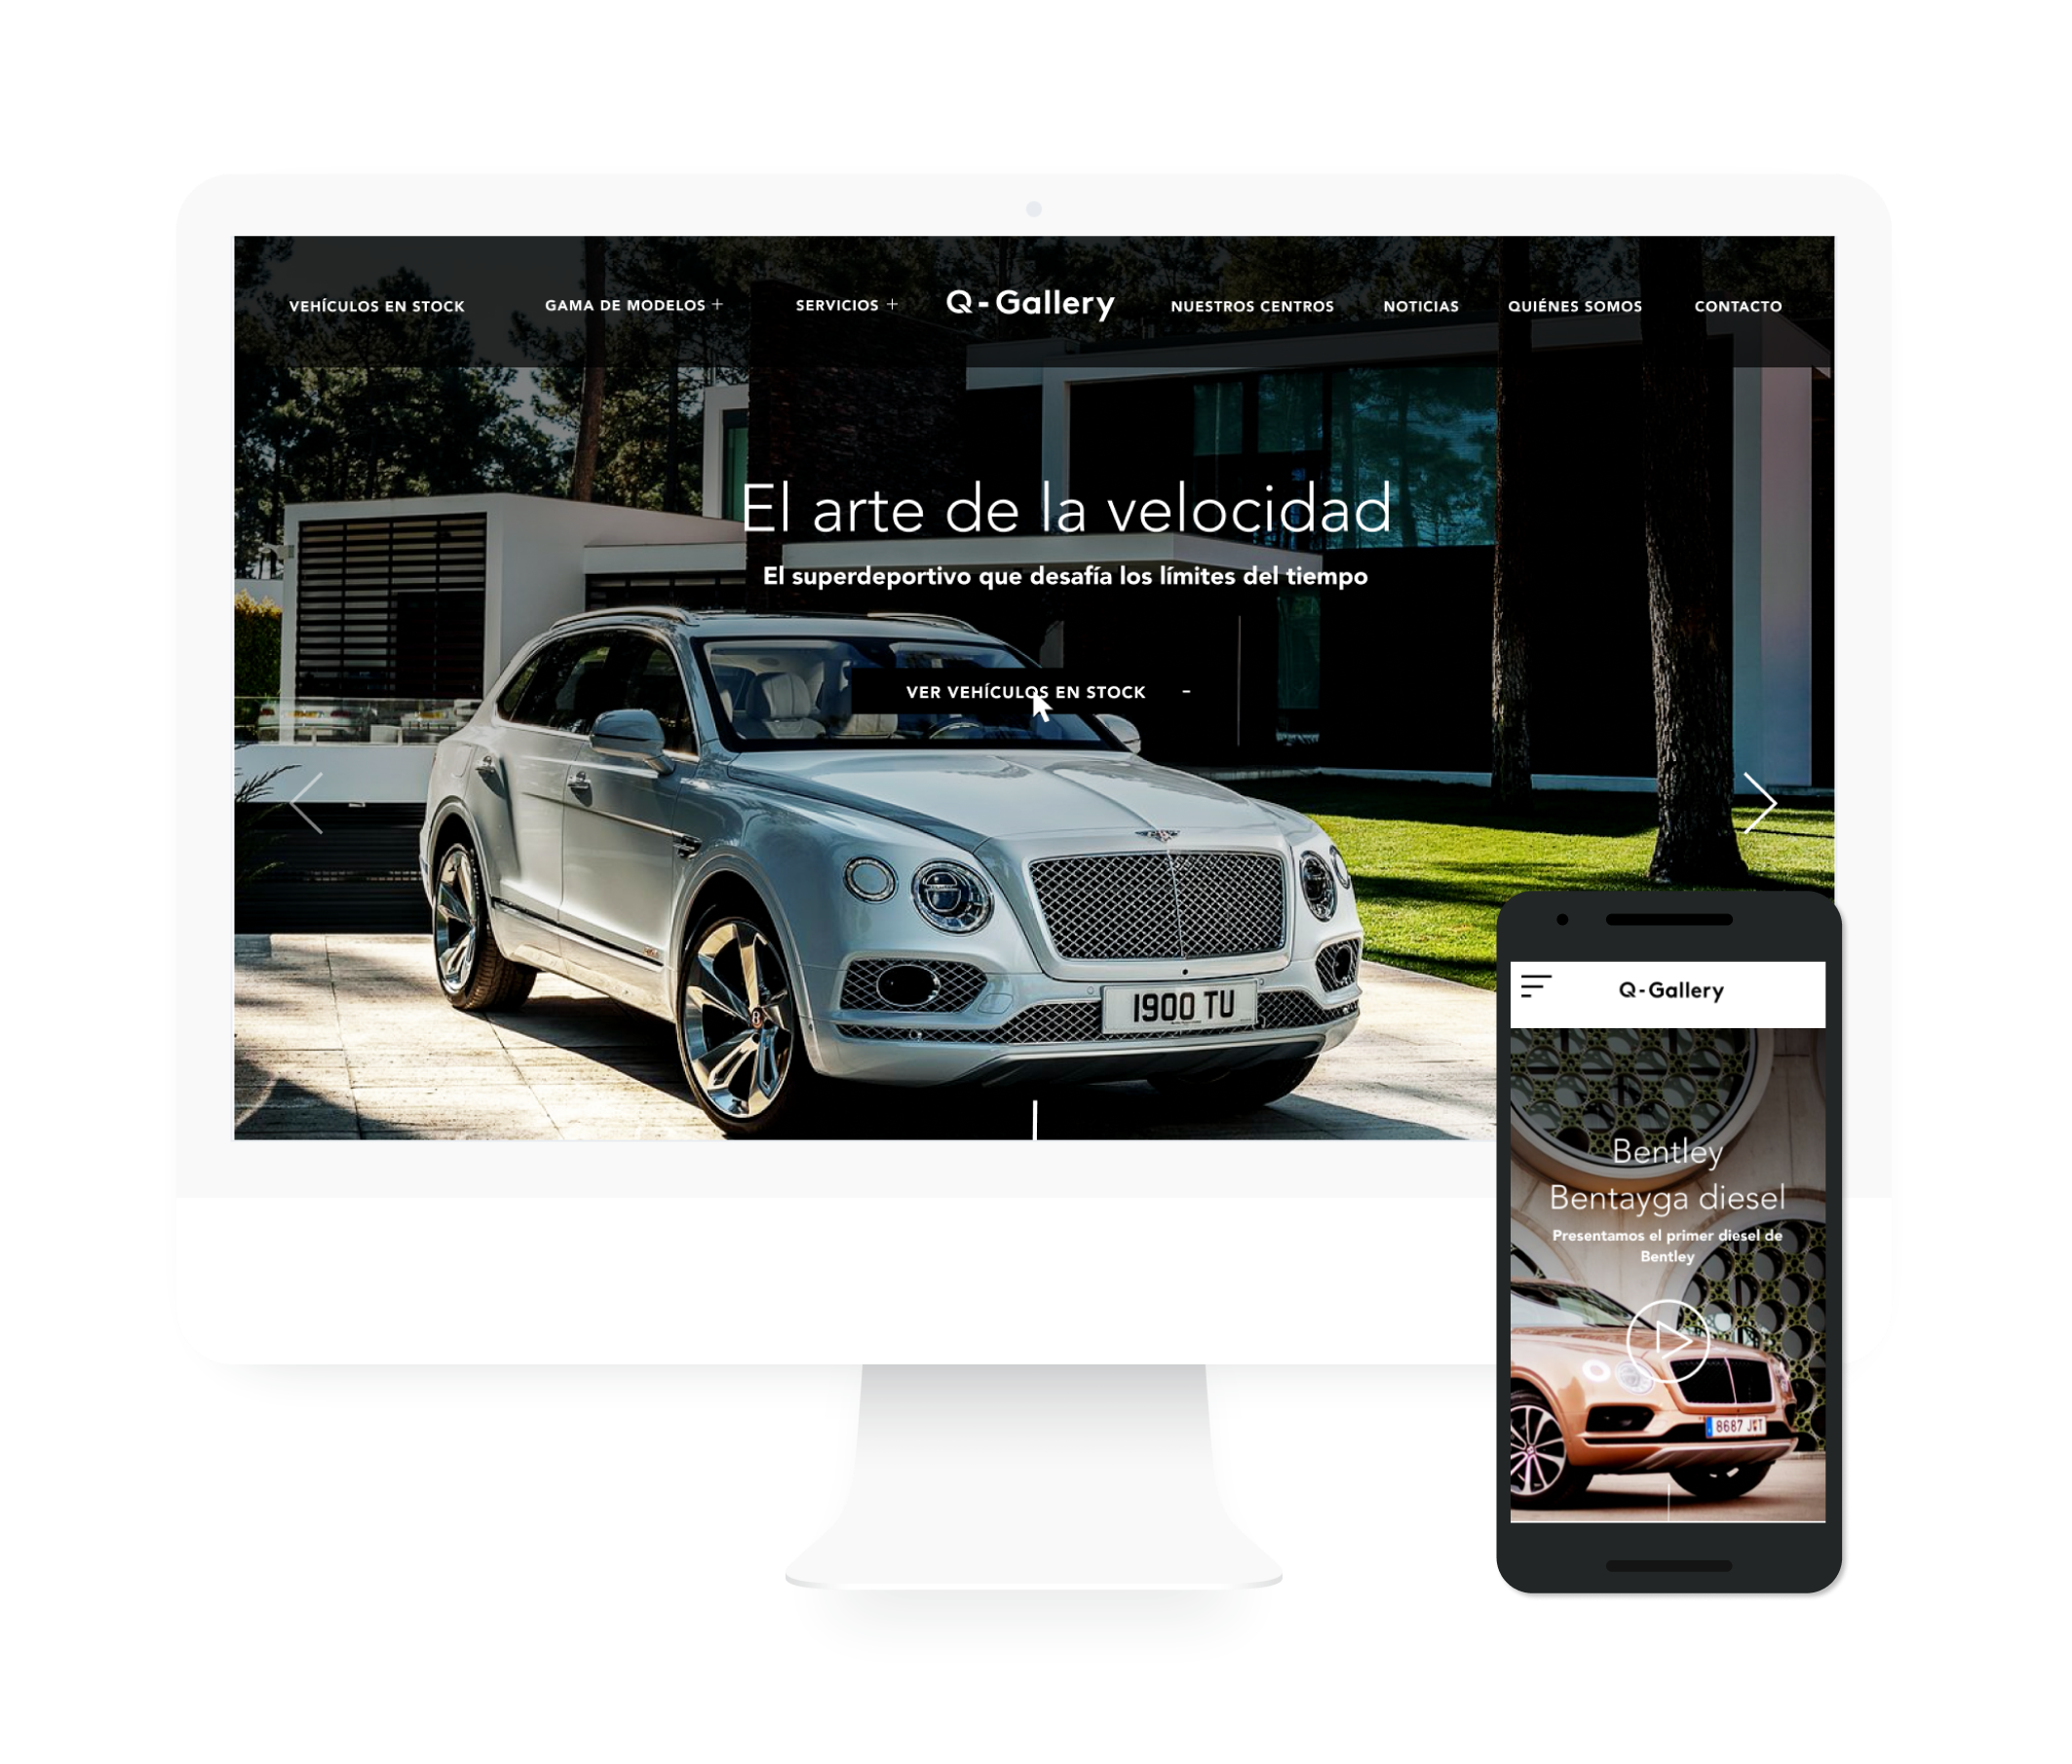 VEHÍCULOS EN STOCK
GAMA DE MODELOS +
SERVICIOS +
Q-Gallery
NUESTROS CENTROS
NOTICIAS
QUIÉNES SOMOS
CONTACTO
El arte de la velocidad
El superdeportivo que desafía los límites del tiempo
VER VEHÍCULOS EN STOCK -
1900 TU
Q-Gallery
Bentley
Bentayga diesel
Presentamos el primer diesel de
Bentley
8687 JVT